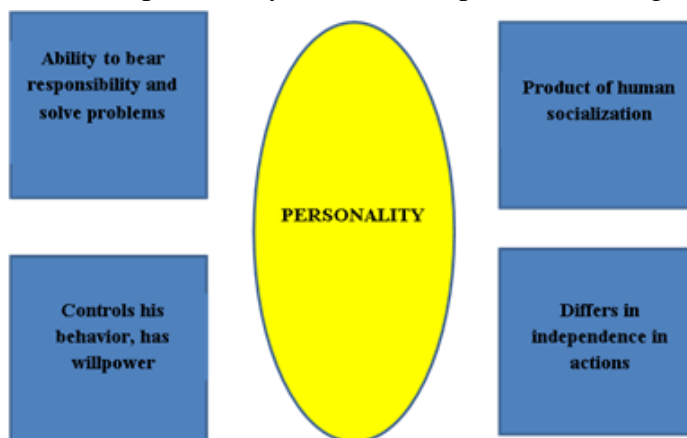 Ability to bear
responsibility and
solve problems
Product of human
socialization
PERSONALITY
Controls his
behavior, has
willpower
Differs in
independence in
actions